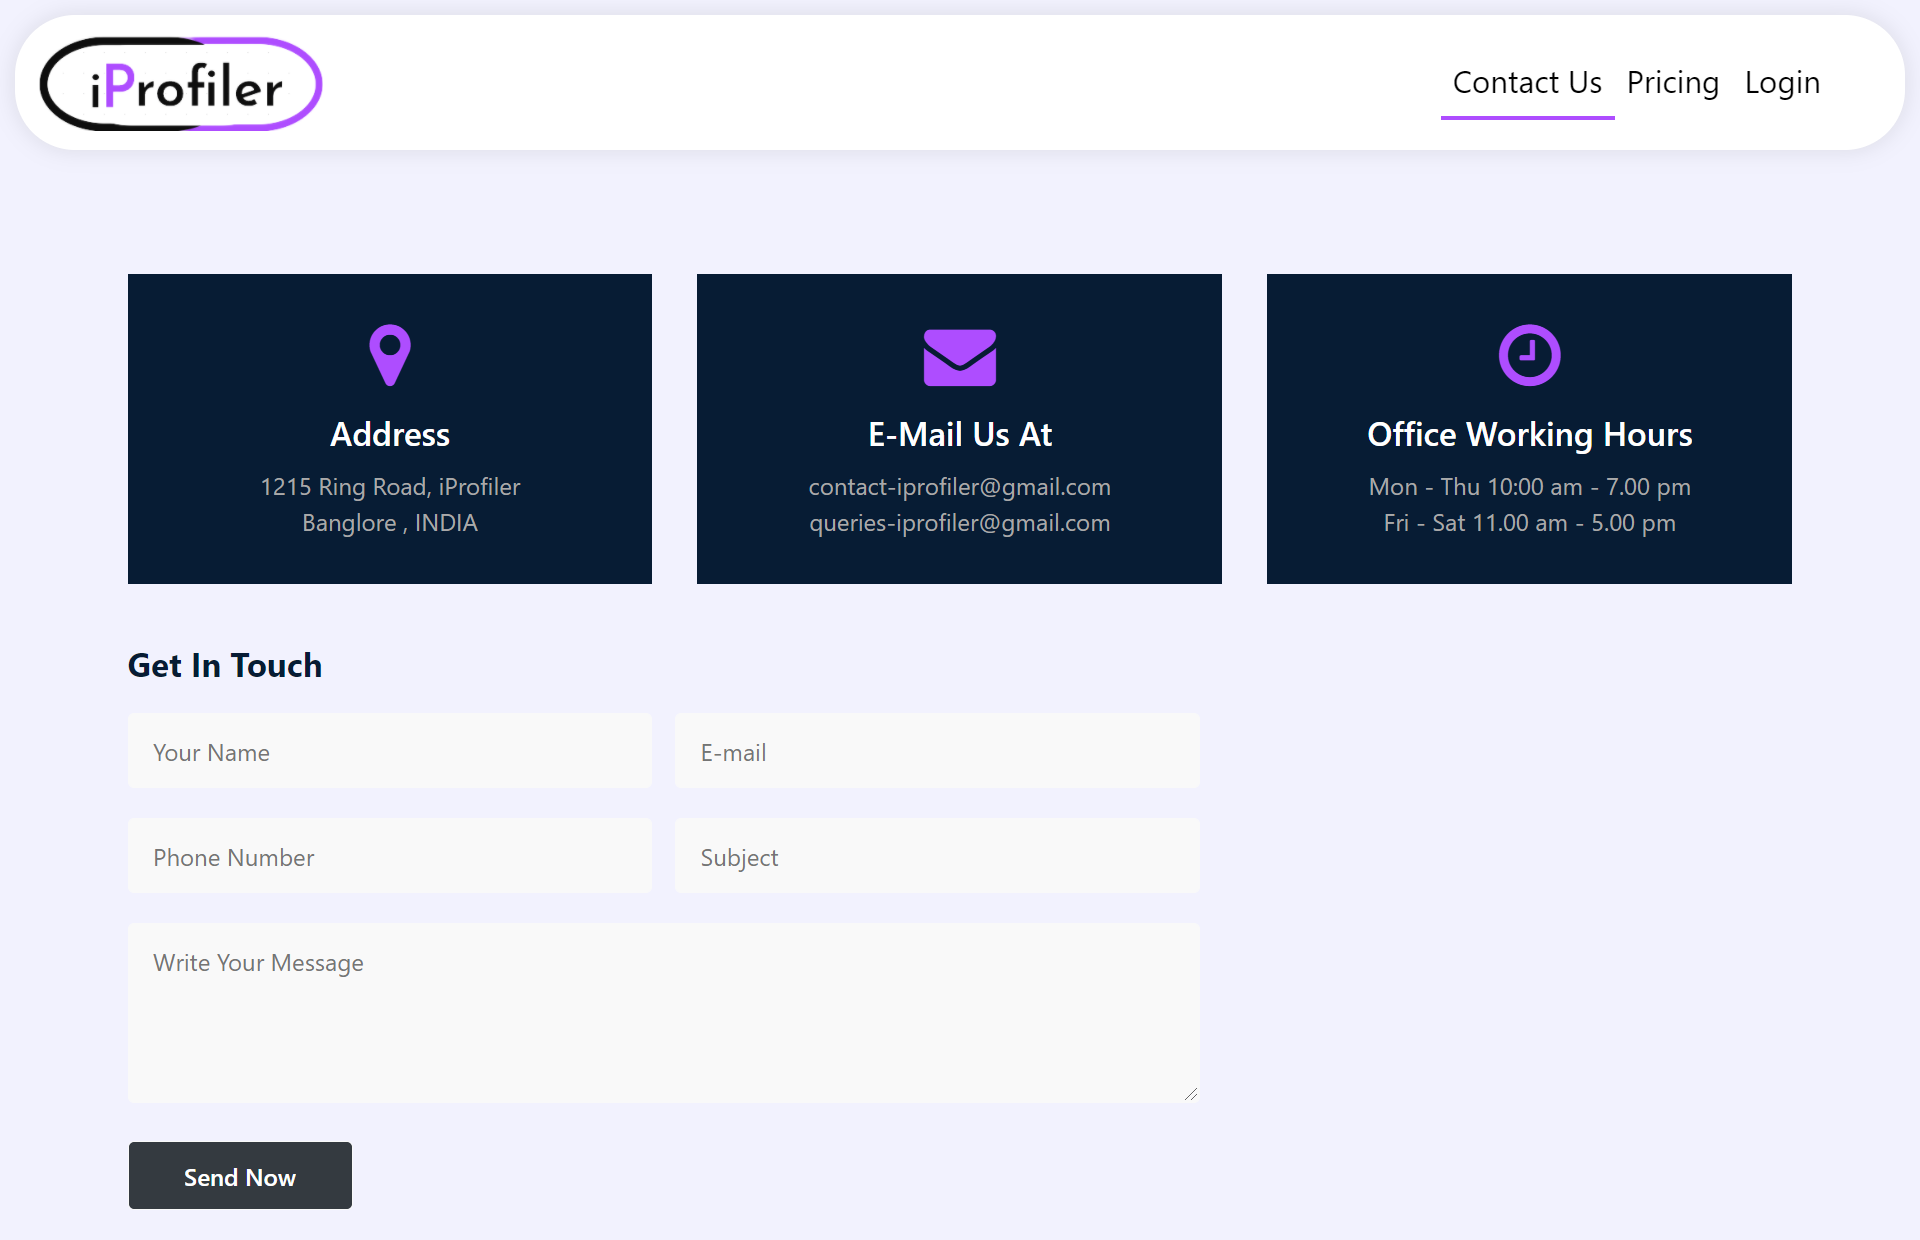 iProfiler
Contact Us
Pricing
Login
Address
1215 Ring Road, iProfiler
Banglore , INDIA
E-Mail Us At
contact-iprofiler@gmail.com
queries-iprofiler@gmail.com
Office Working Hours
Mon - Thu 10:00 am - 7.00 pm
Fri - Sat 11.00 am - 5.00 pm
Get In Touch
Your Name
E-mail
Phone Number
Subject
Write Your Message
Send Now